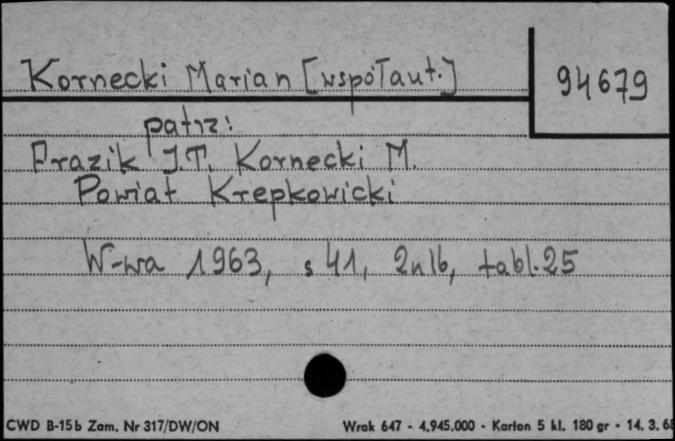 Kornecki Marian [współaut.]
94679
patrz:
Frazik J.T. Kornecki M.
Powiat Krepkowicki
W-wa 1963, s 41, 2nlb, tabl. 25
CWD B-15b Zam. Nr 317/DW/ON
Wrak 647 - 4.945.000 - Karton 5 kl. 180 gr - 14. 3. 68